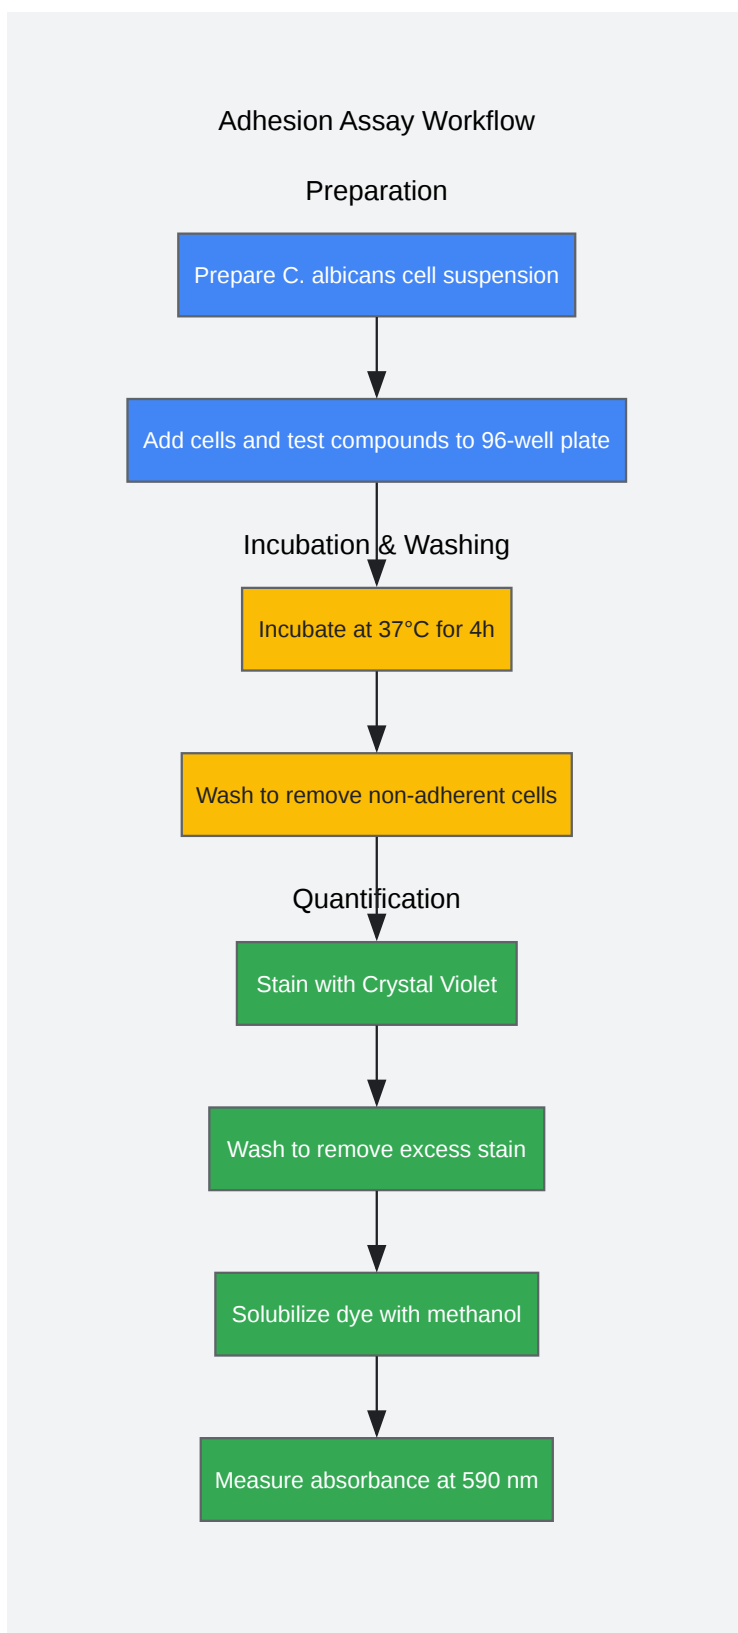 Adhesion Assay Workflow
Preparation
Prepare C. albicans cell suspension
Add cells and test compounds to 96-well plate
Incubation & Washing
Incubate at 37°C for 4h
Wash to remove non-adherent cells
Quantification
Stain with Crystal Violet
Wash to remove excess stain
Solubilize dye with methanol
Measure absorbance at 590 nm